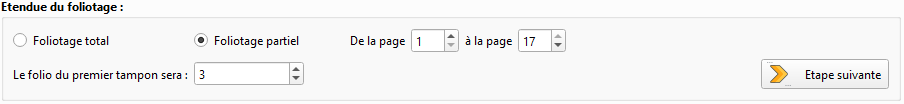 Etendue du foliotage :
Foliotage total Foliotage partiel De la page 1 à la page 17
Le folio du premier tampon sera : 3 Etape suivante